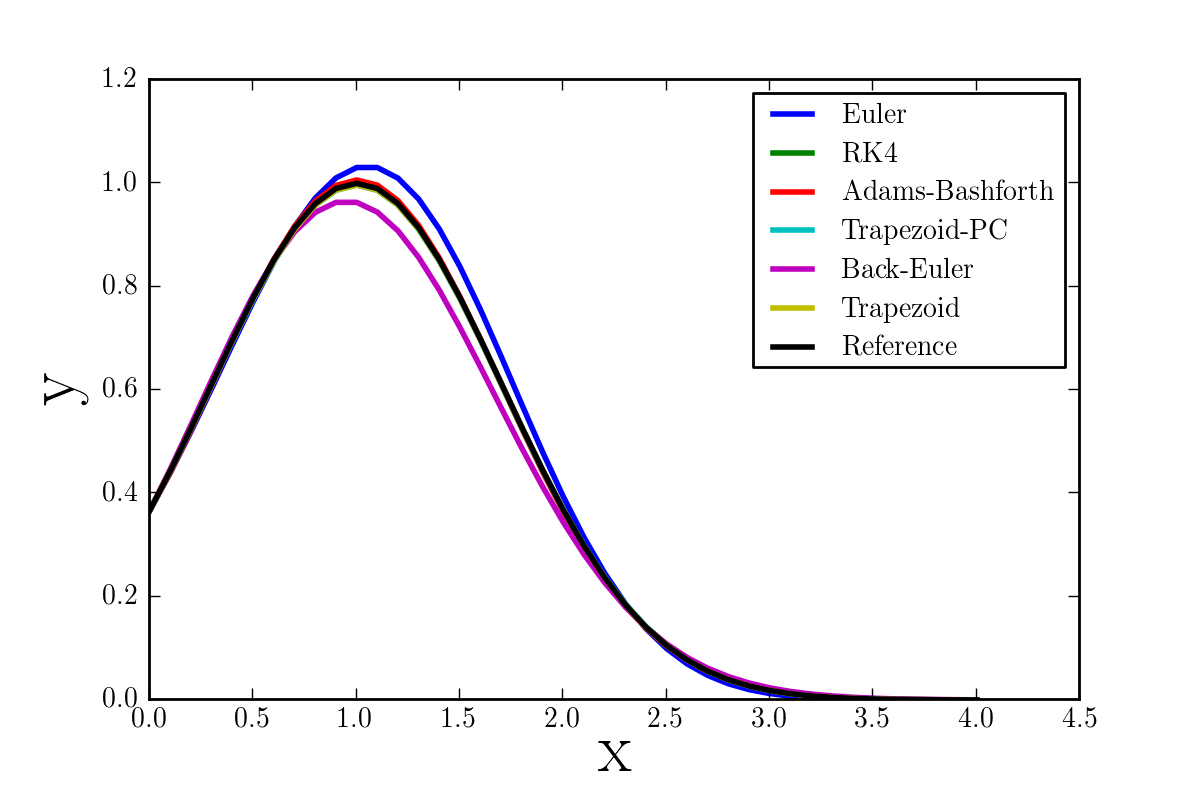 1.2
1.0
0.8
0.6
0.4
0.2
0.0
y
Euler
RK4
Adams-Bashforth
Trapezoid-PC
Back-Euler
Trapezoid
Reference
0.0 0.5 1.0 1.5 2.0 2.5 3.0 3.5 4.0 4.5
x